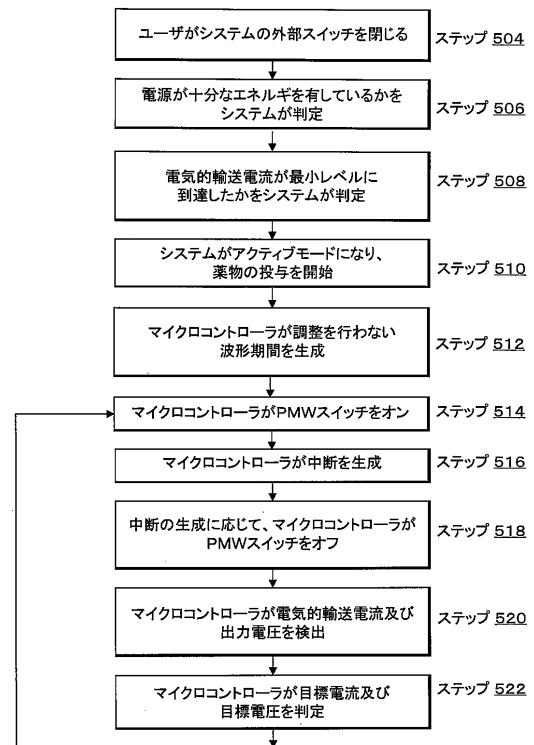 ユーザがシステムの外部スイッチを閉じる
ステップ 504
電源が十分なエネルギを有しているかを
システムが判定
ステップ 506
電気的輸送電流が最小レベルに
到達したかをシステムが判定
ステップ 508
システムがアクティブモードになり、
薬物の投与を開始
ステップ 510
マイクロコントローラが調整を行わない
波形期間を生成
ステップ 512
マイクロコントローラがPMWスイッチをオン
ステップ 514
マイクロコントローラが中断を生成
ステップ 516
中断の生成に応じて、マイクロコントローラが
PMWスイッチをオフ
ステップ 518
マイクロコントローラが電気的輸送電流及び
出力電圧を検出
ステップ 520
マイクロコントローラが目標電流及び
目標電圧を判定
ステップ 522